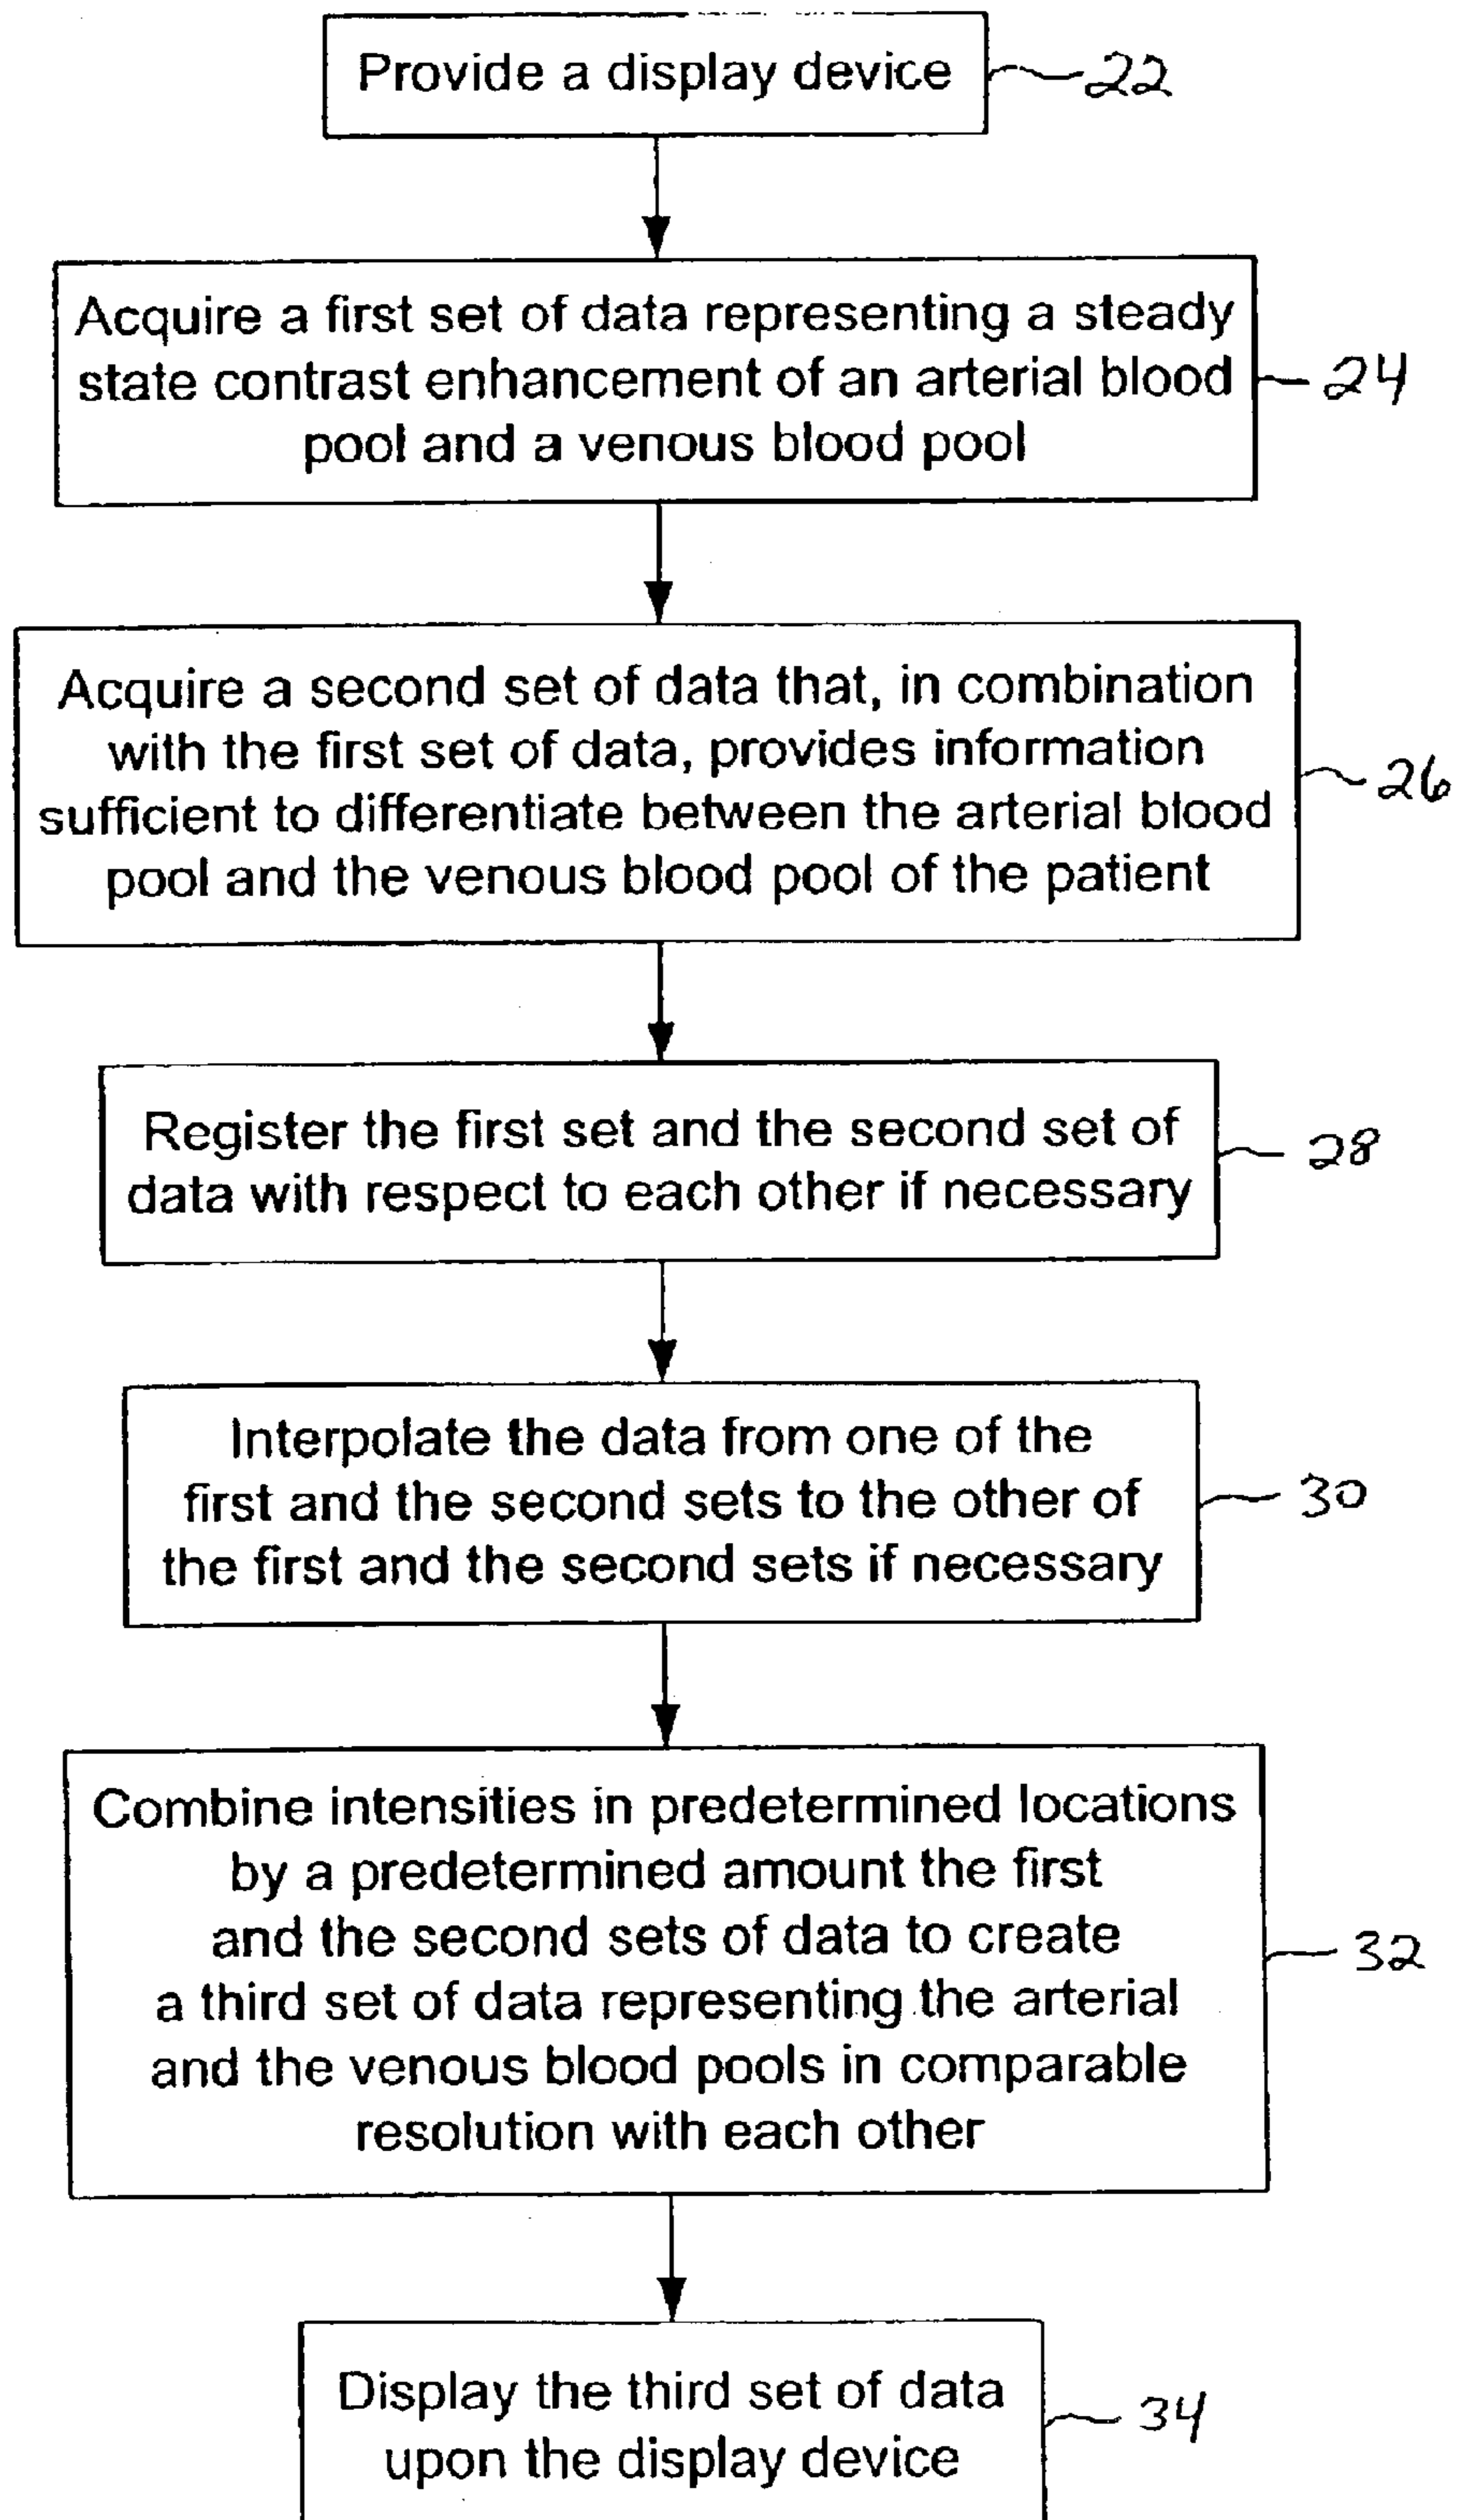 Provide a display device
22
Acquire a first set of data representing a steady
state contrast enhancement of an arterial blood
pool and a venous blood pool
24
Acquire a second set of data that, in combination
with the first set of data, provides information
sufficient to differentiate between the arterial blood
pool and the venous blood pool of the patient
26
Register the first set and the second set of
data with respect to each other if necessary
28
Interpolate the data from one of the
first and the second sets to the other of
the first and the second sets if necessary
30
Combine intensities in predetermined locations
by a predetermined amount the first
and the second sets of data to create
a third set of data representing the arterial
and the venous blood pools in comparable
resolution with each other
32
Display the third set of data
upon the display device
34